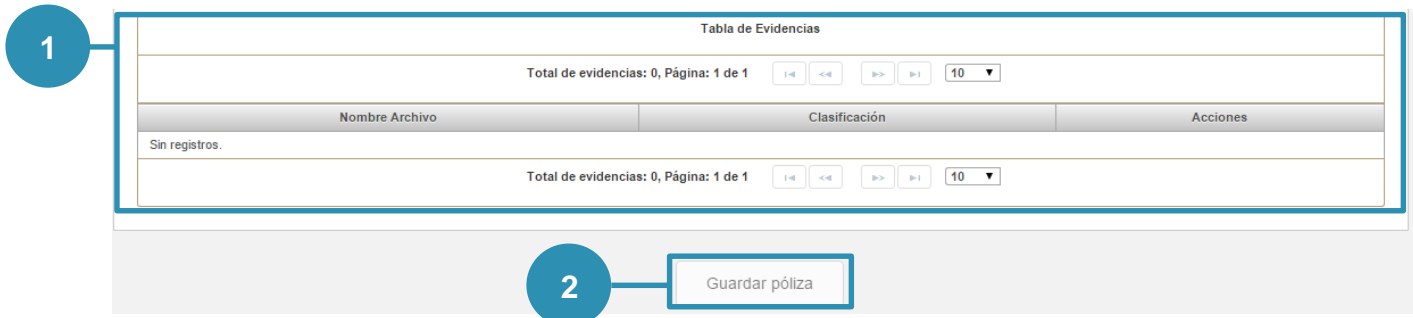 1
Tabla de Evidencias
Total de evidencias: 0, Página: 1 de 1 10
Nombre Archivo Clasificación Acciones
Sin registros.
Total de evidencias: 0, Página: 1 de 1 10
2
Guardar póliza